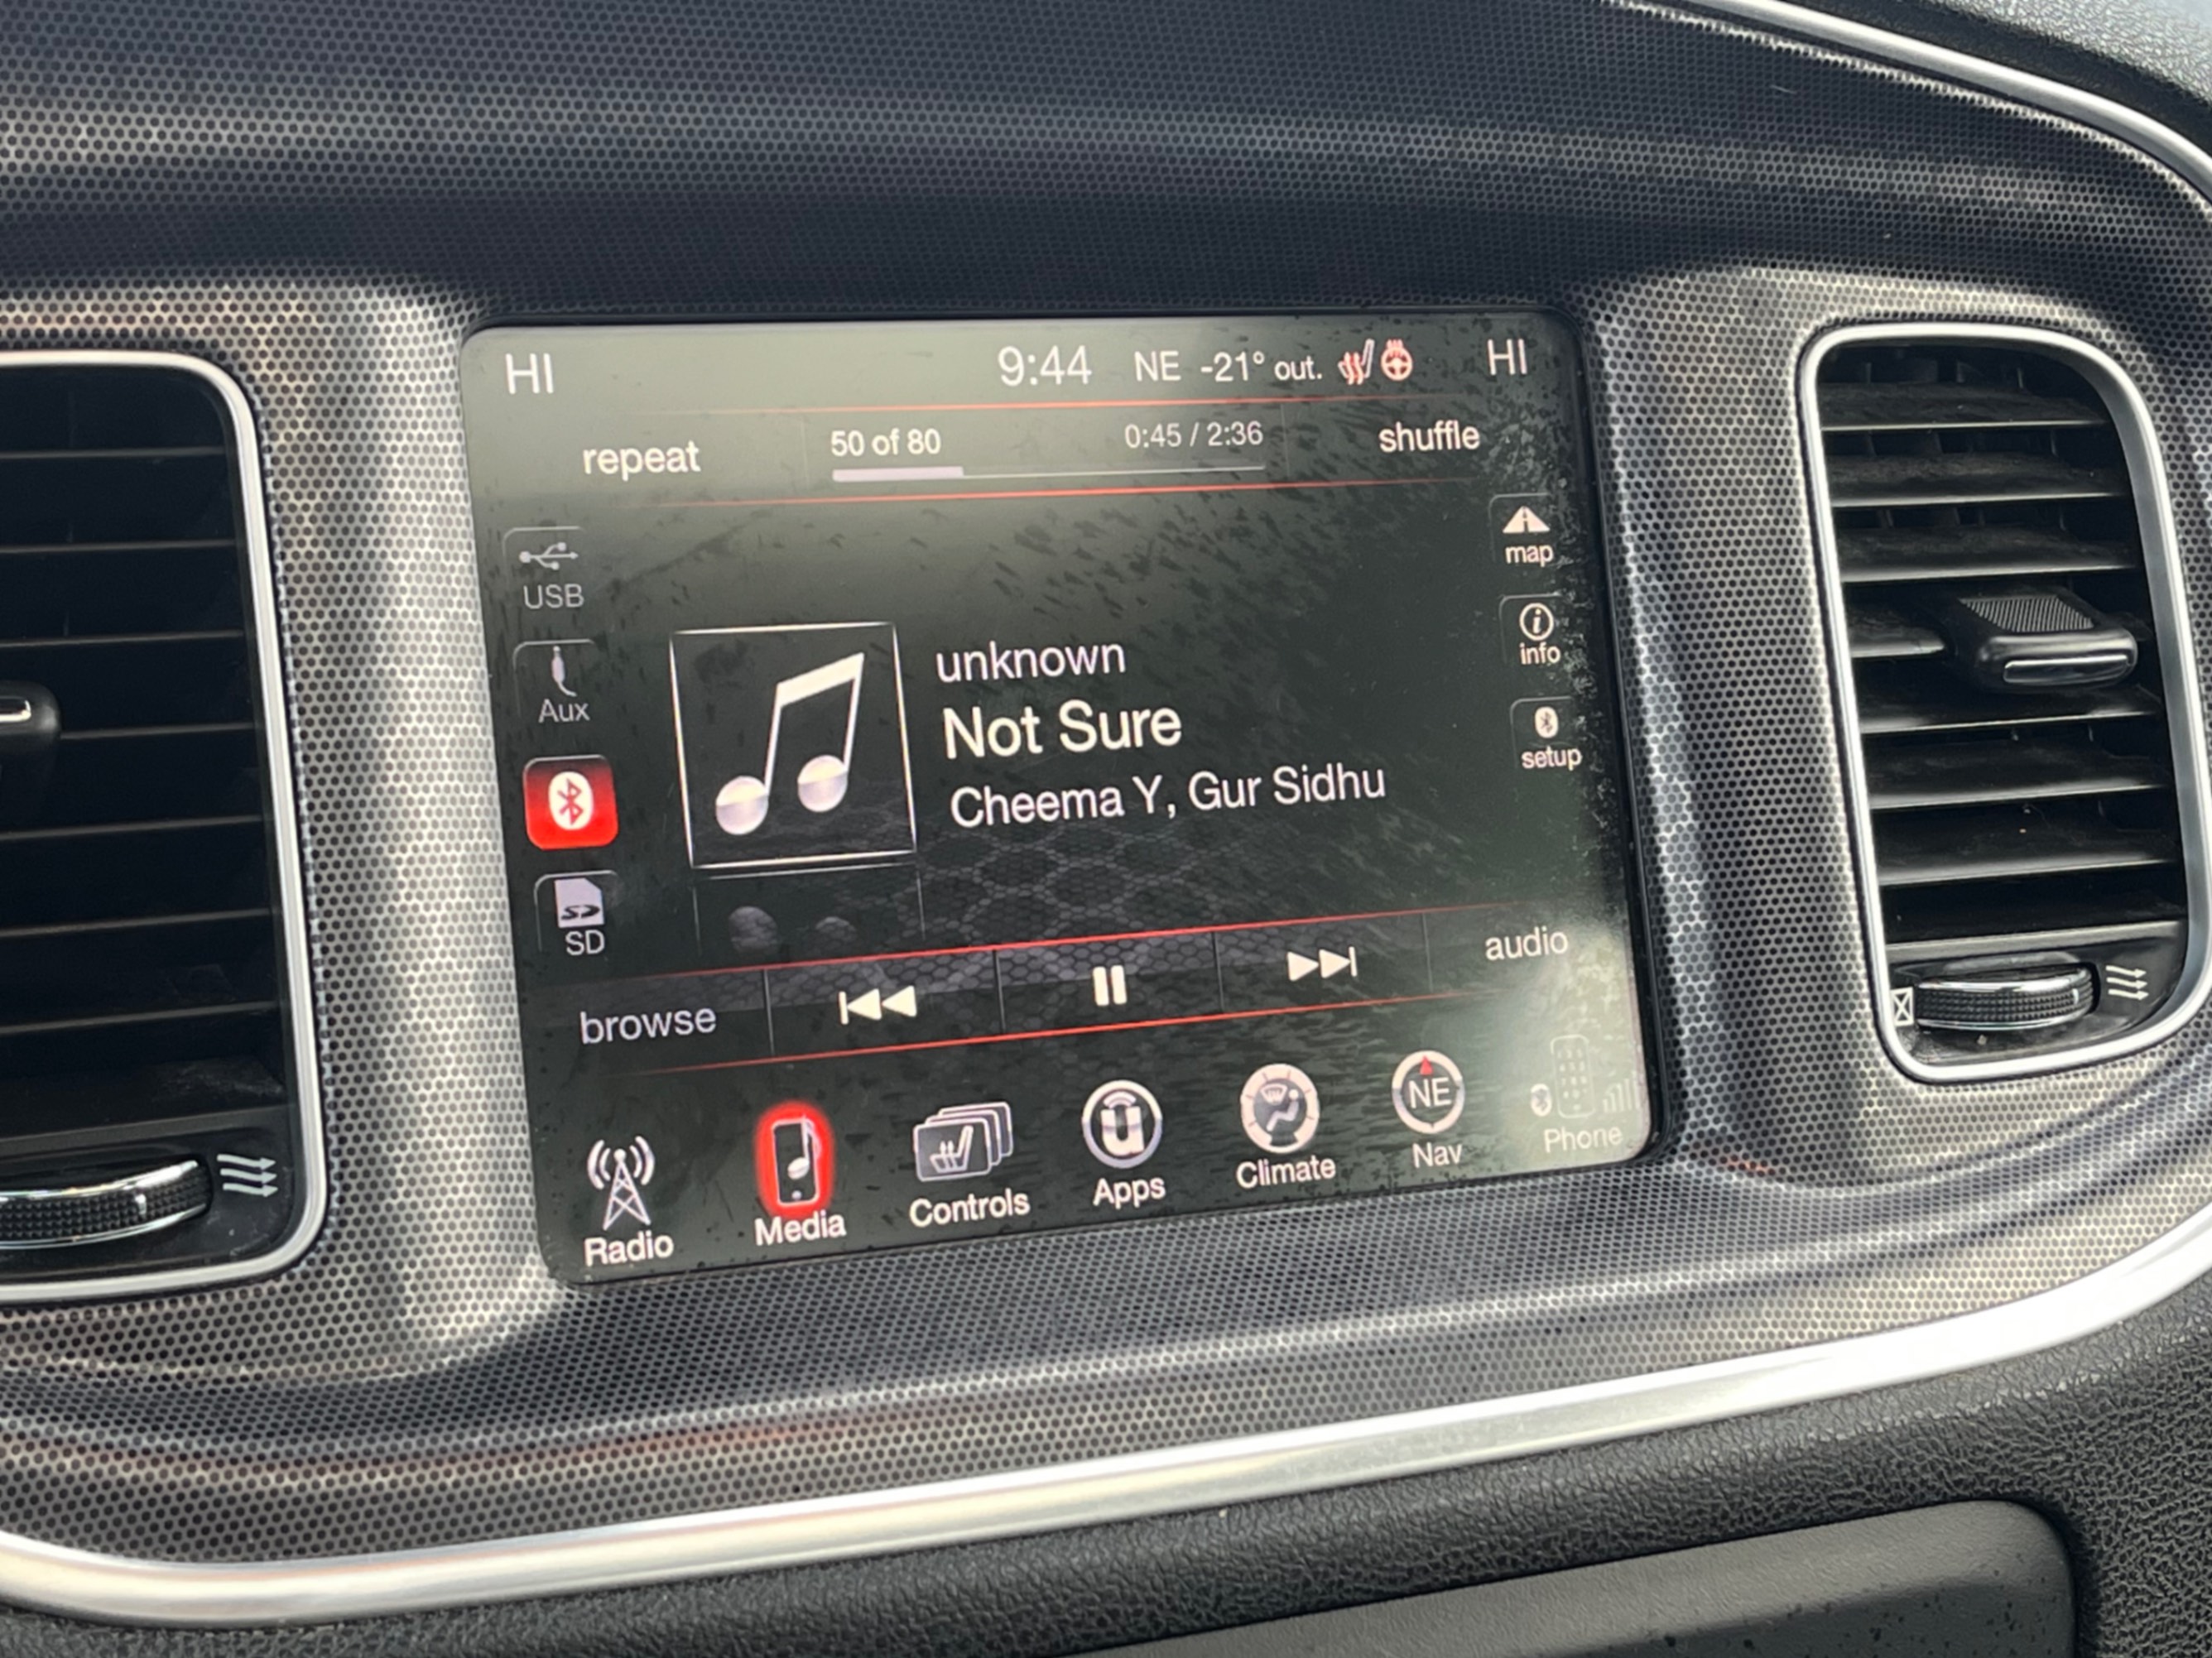 HI 9:44 NE -21° out. HI
repeat 50 of 80 0:45 / 2:36 shuffle
USB
map
Aux
info
setup
SD
unknown
Not Sure
Cheema Y, Gur Sidhu
browse audio
Radio Media Controls Apps Climate NE Nav Phone